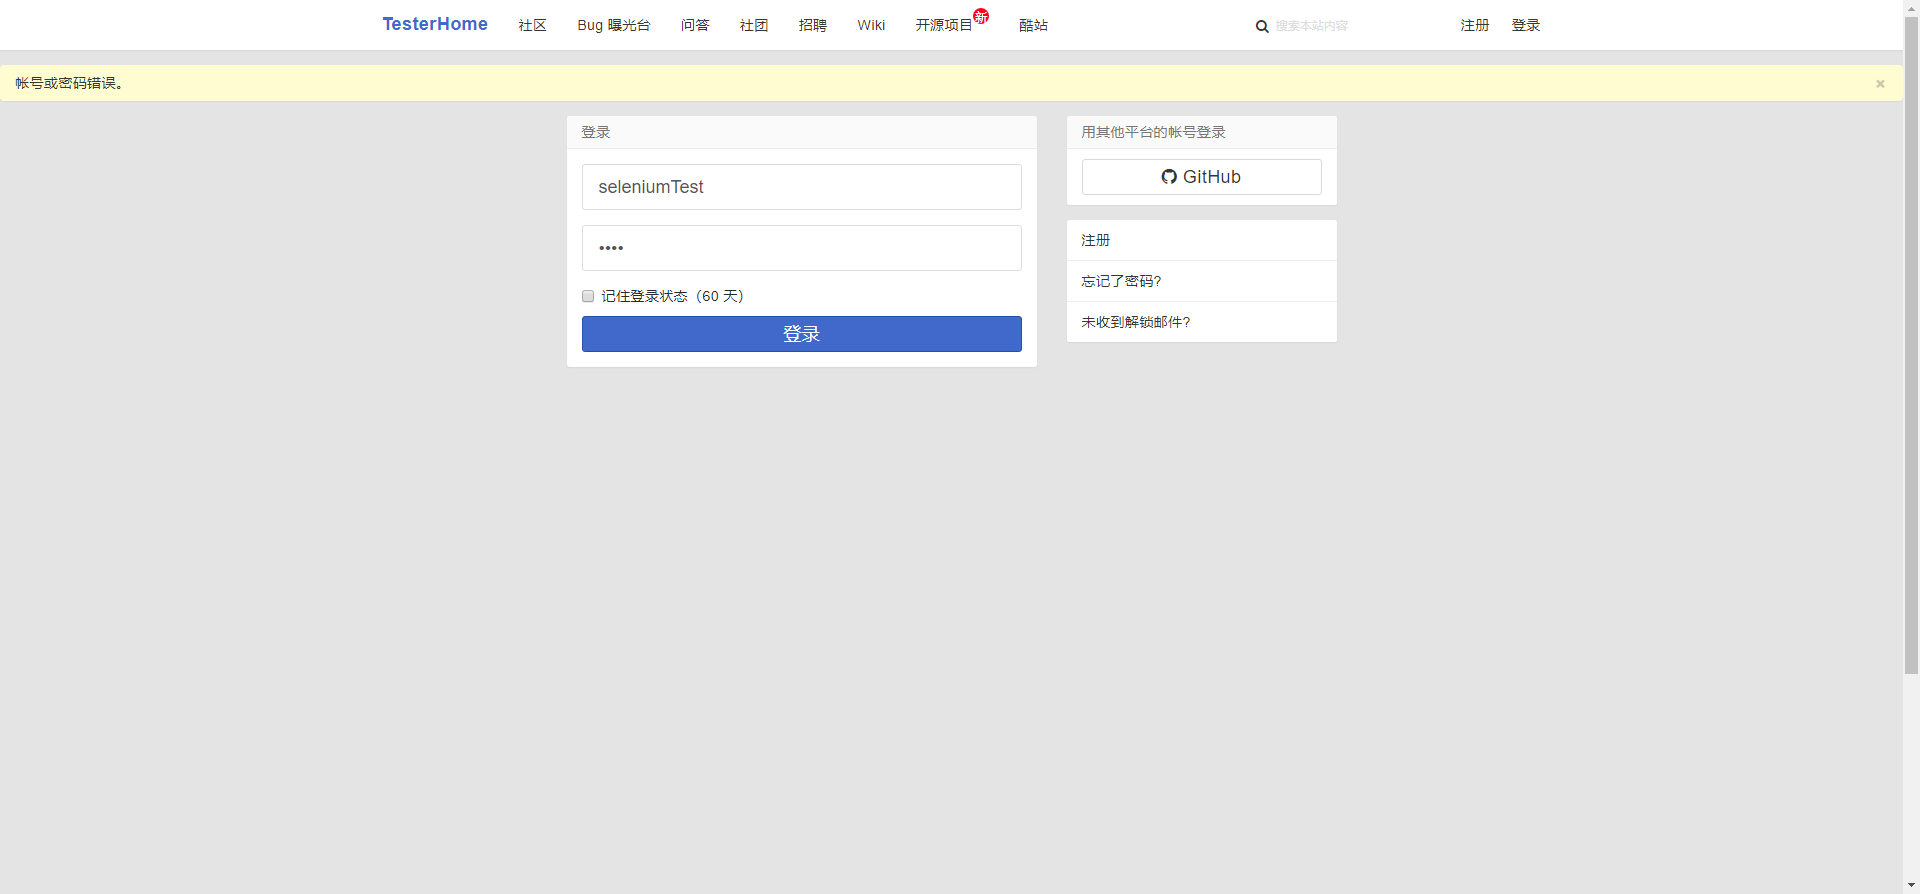 TesterHome 社区 Bug 曝光台 问答 社团 招聘 Wiki 开源项目 新 酷站 搜索本站内容 注册 登录
帐号或密码错误。 ×
登录
seleniumTest
••••
记住登录状态（60 天）
登录
用其他平台的帐号登录
GitHub
注册
忘记了密码?
未收到解锁邮件?